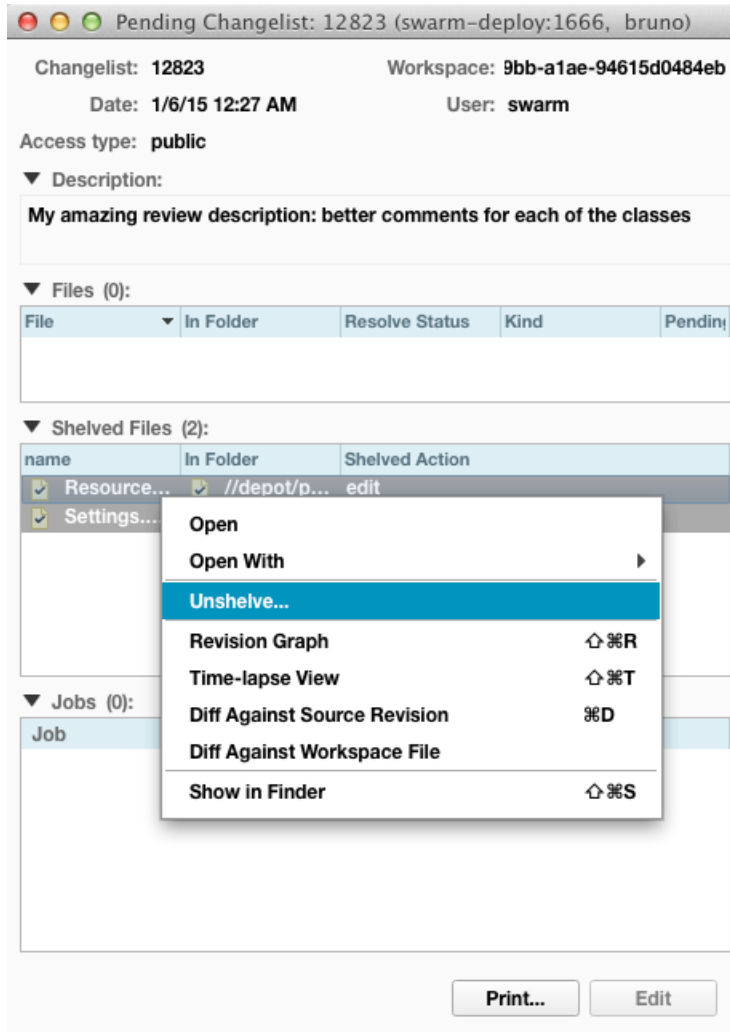 Pending Changelist: 12823 (swarm-deploy:1666, bruno)
Changelist: 12823 Workspace: 9bb-a1ae-94615d0484eb
Date: 1/6/15 12:27 AM User: swarm
Access type: public
Description:
My amazing review description: better comments for each of the classes
Files (0):
File In Folder Resolve Status Kind Pending
Shelved Files (2):
name In Folder Shelved Action
Resource... //depot/p... edit
Settings....
Open
Open With
Unshelve...
Revision Graph ⇧⌘R
Time-lapse View ⇧⌘T
Diff Against Source Revision ⌘D
Diff Against Workspace File
Show in Finder ⇧⌘S
Jobs (0):
Job
Print... Edit